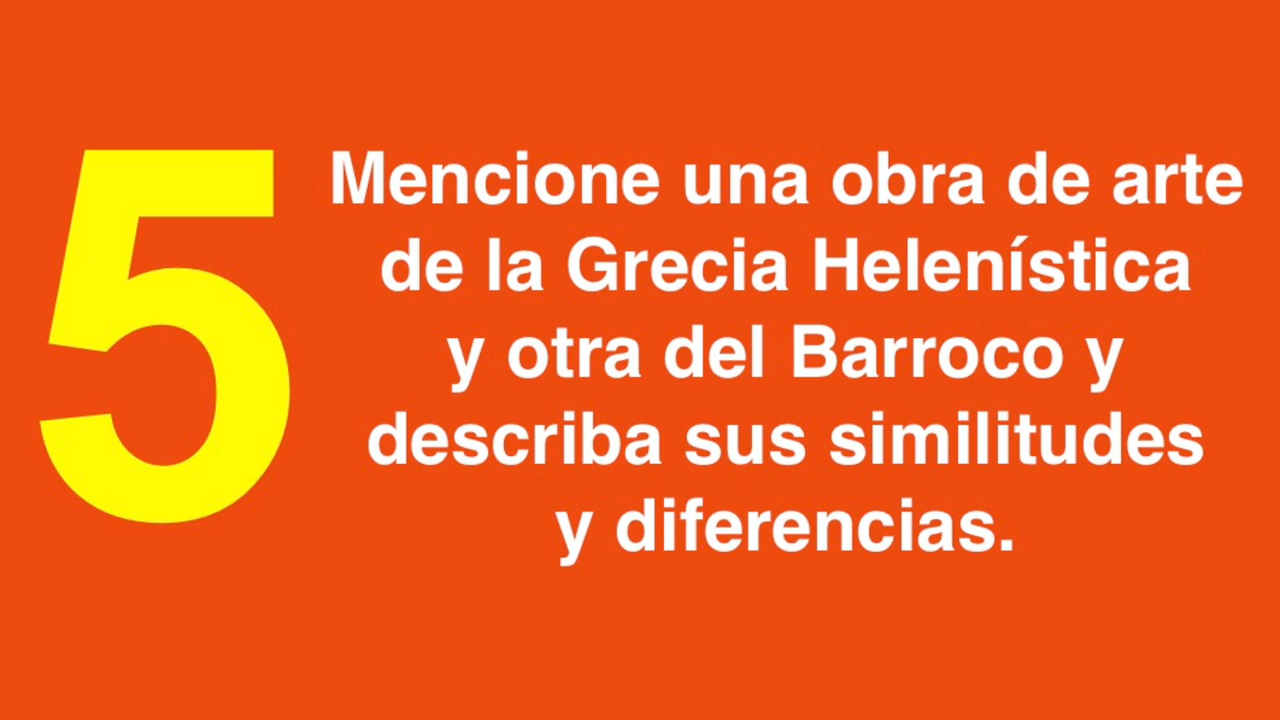 5
Mencione una obra de arte
de la Grecia Helenística
y otra del Barroco y
describa sus similitudes
y diferencias.